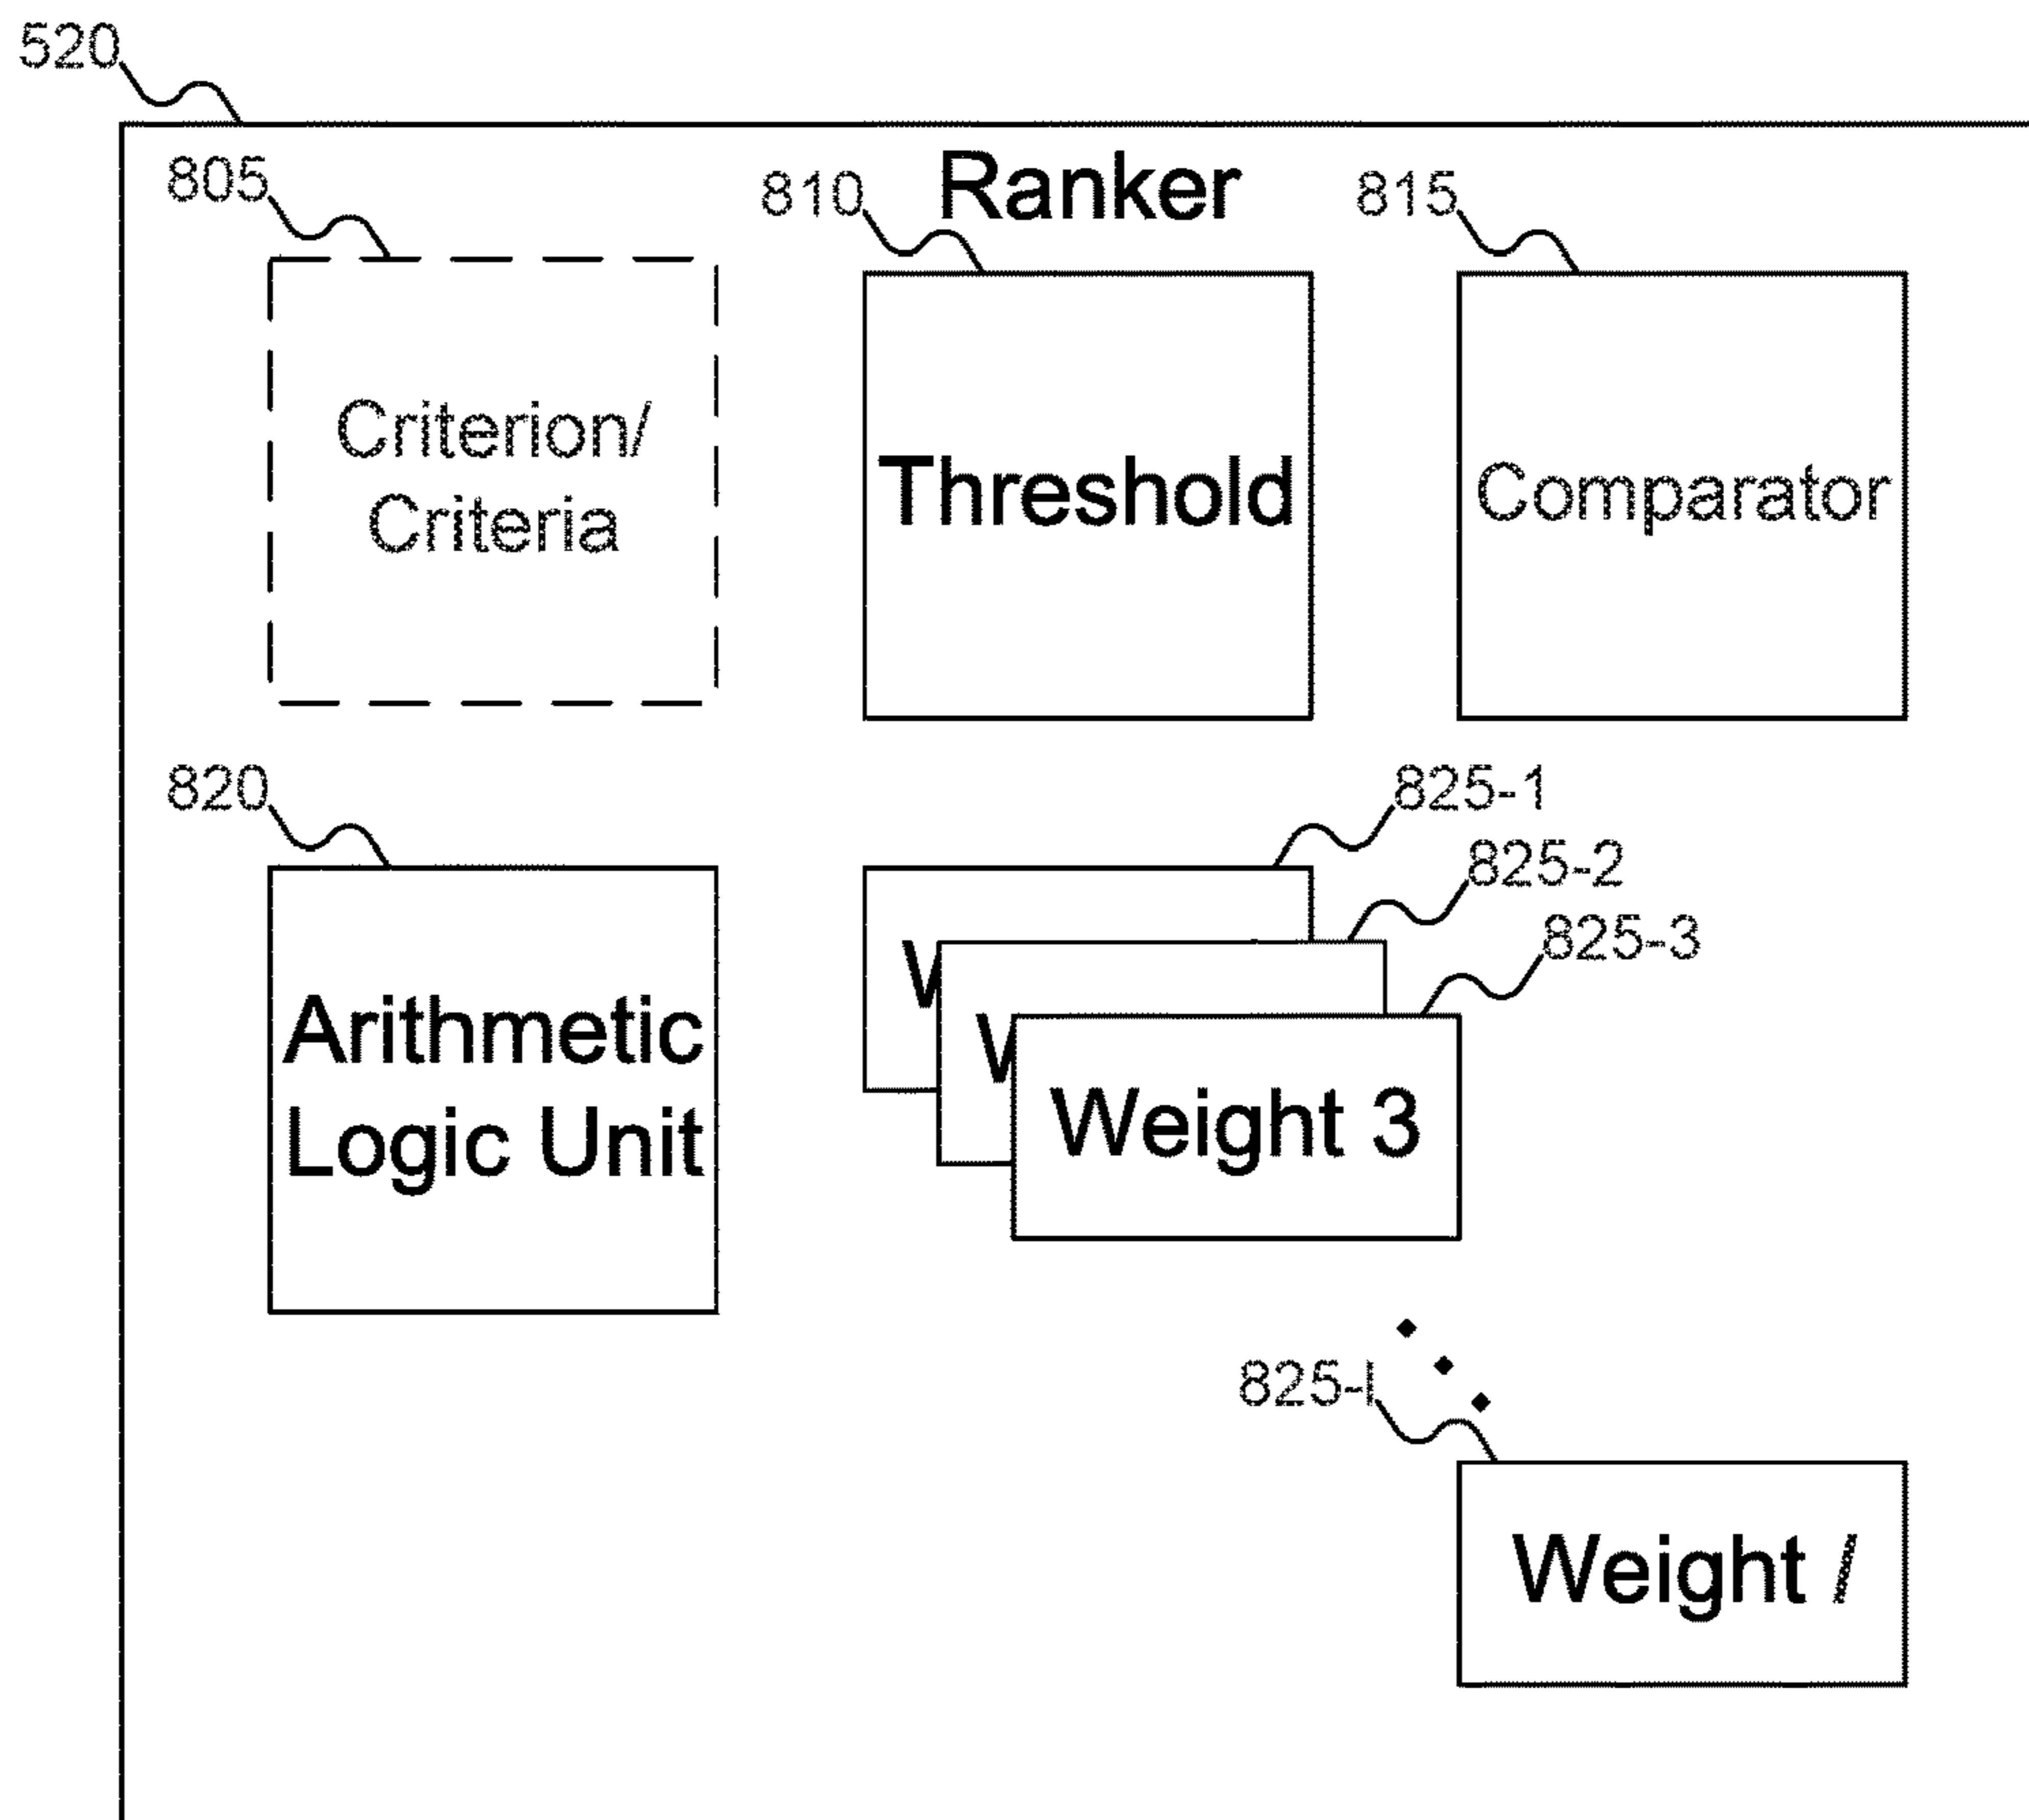 520
Ranker
805
810
815
Criterion/
Criteria
Threshold
Comparator
820
825-1
825-2
825-3
W
W
Arithmetic
Logic Unit
Weight 3
825-l
Weight l